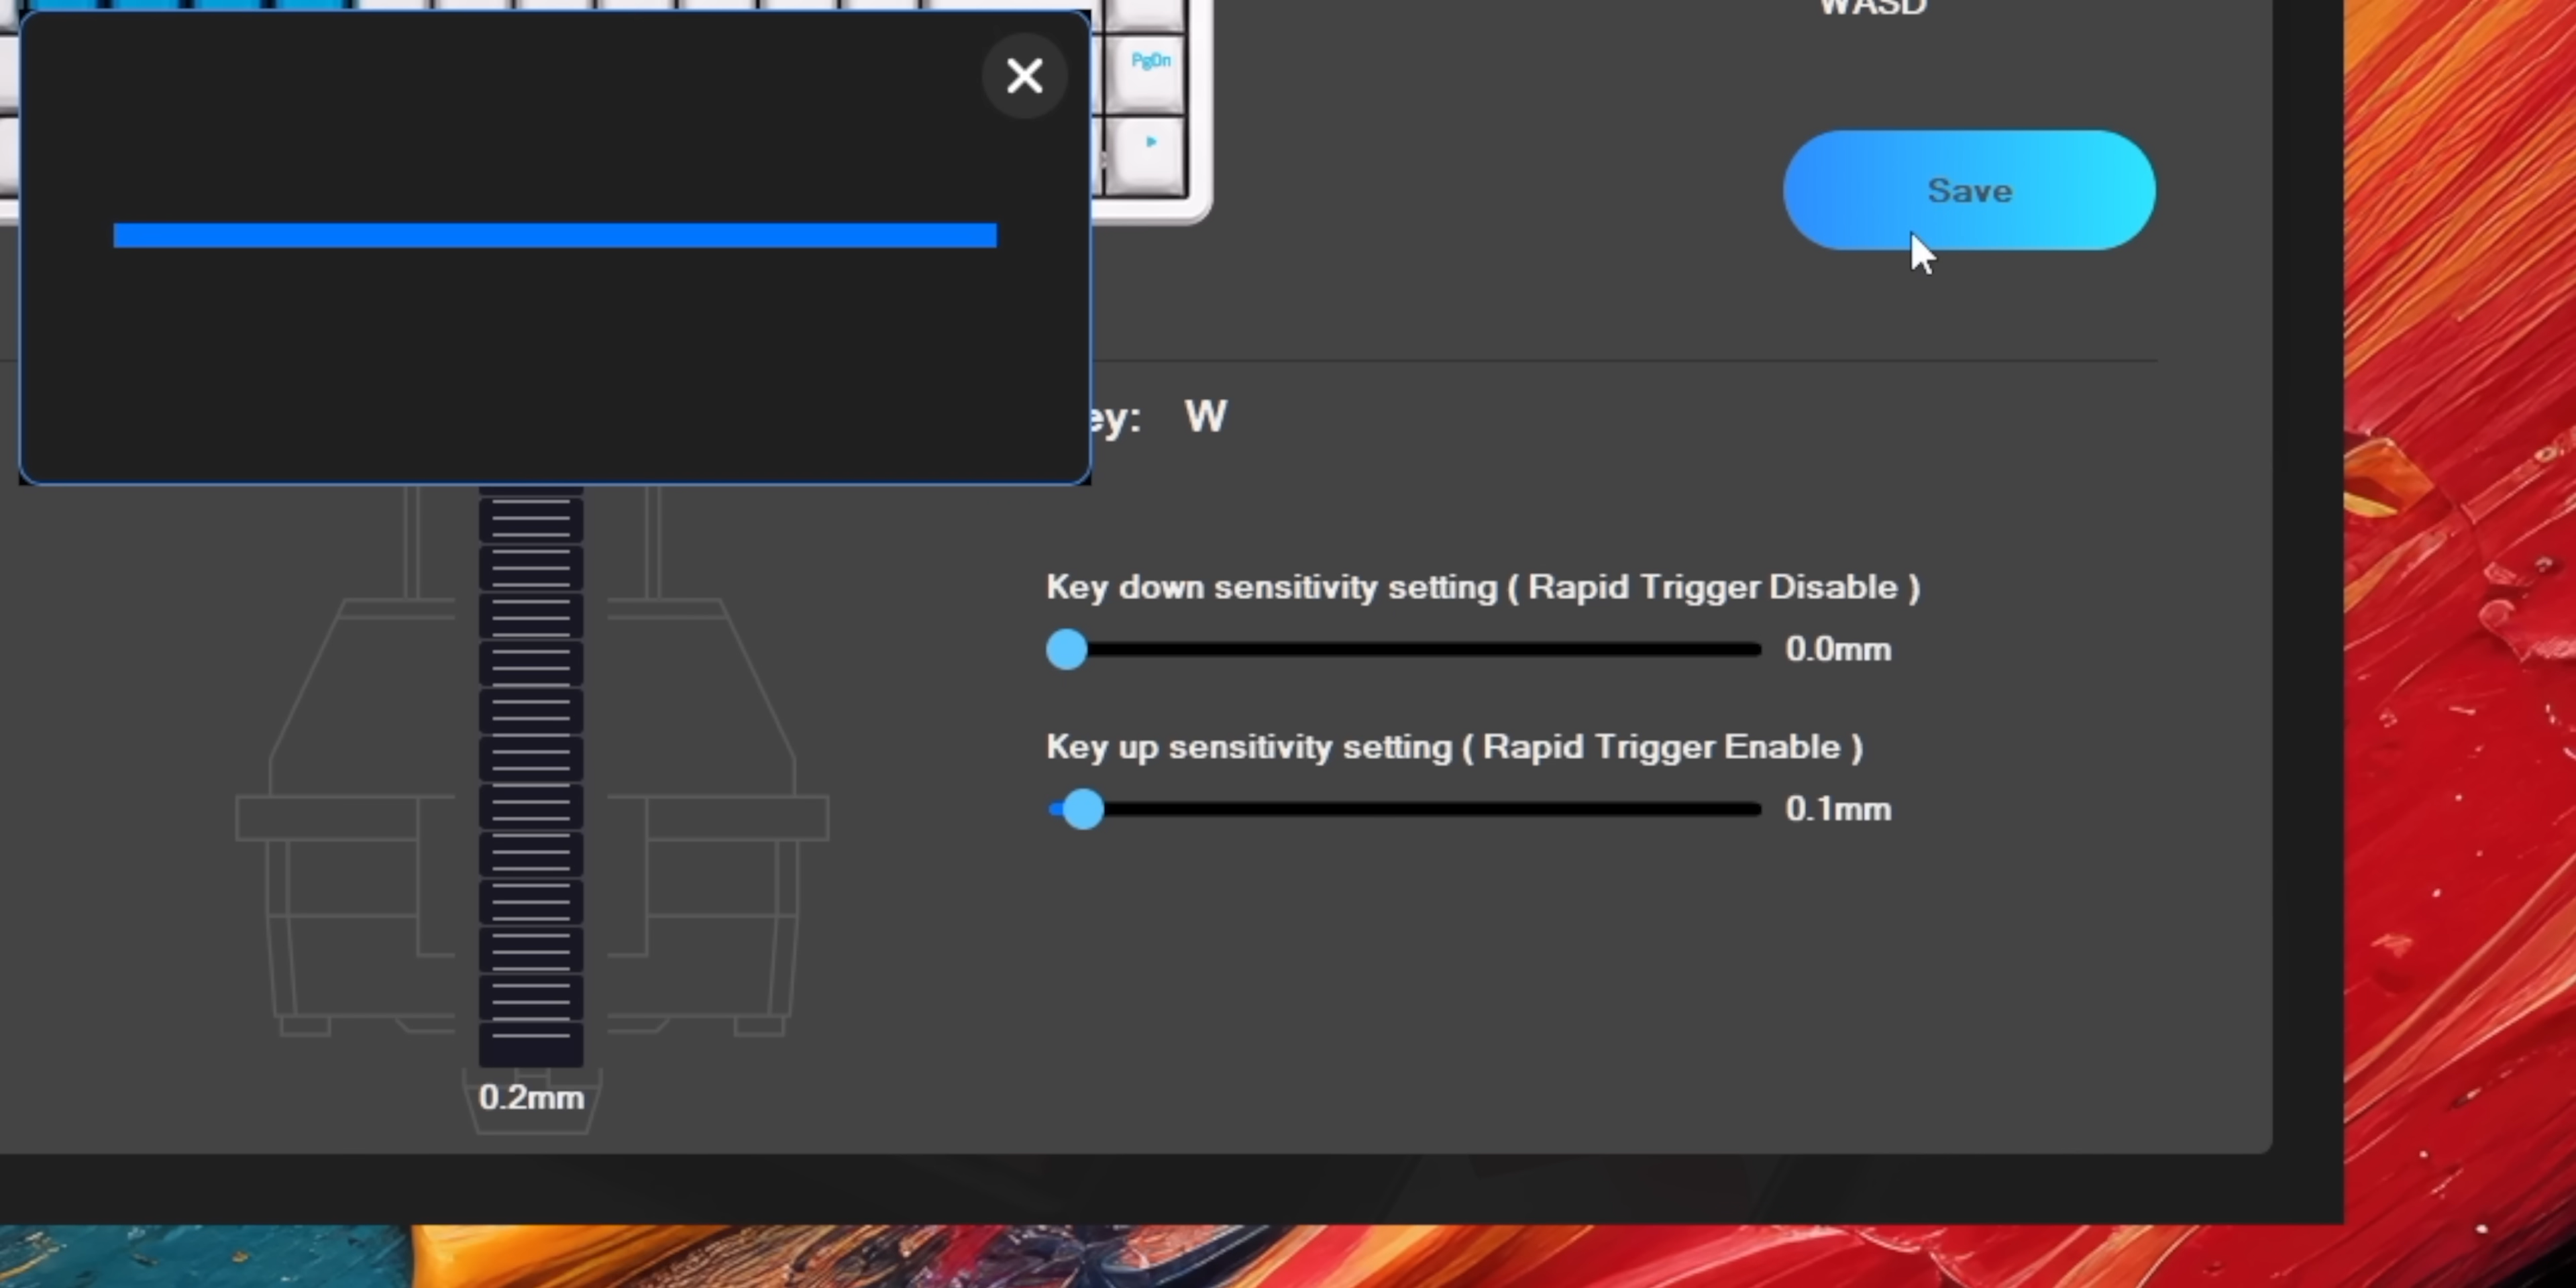 WASD
PgDn
Save
ey: W
Key down sensitivity setting ( Rapid Trigger Disable )
0.0mm
Key up sensitivity setting ( Rapid Trigger Enable )
0.1mm
0.2mm